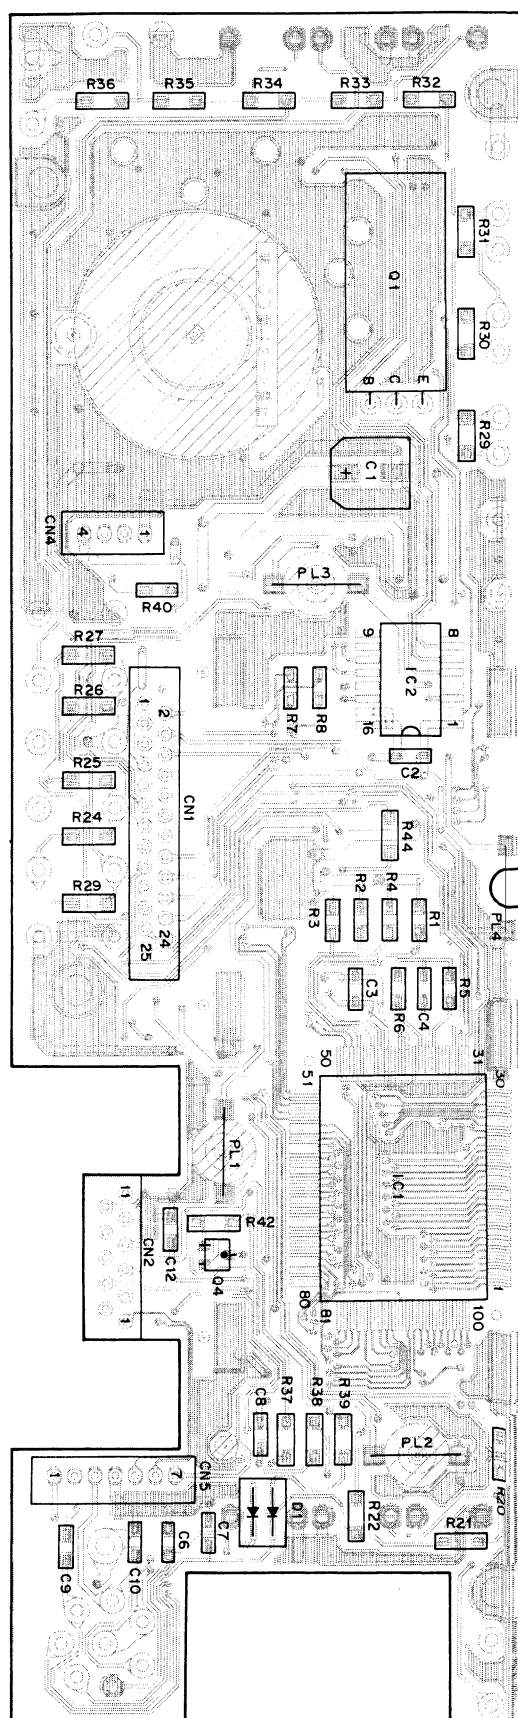 R36 R35 R34 R33 R32
R31
Q1
R30
B C E
R29
+ C1
CN4
4 1
PL3
R40
R27
9 8
IC2
R26
1 2
R7 R8
16 1
C2
R25
CN1
R24
R44
R29
R3 R2 R4 R1
PL4
25 24
C3 R6 C4 R5
50 31
51 30
PL1
IC1
11
R42
CN2
C12
Q4
1
80 81 100 1
C8 R37 R38 R39
PL2
R20
1 7 CN5
D1
R22
R21
C9 C10 C6 C7